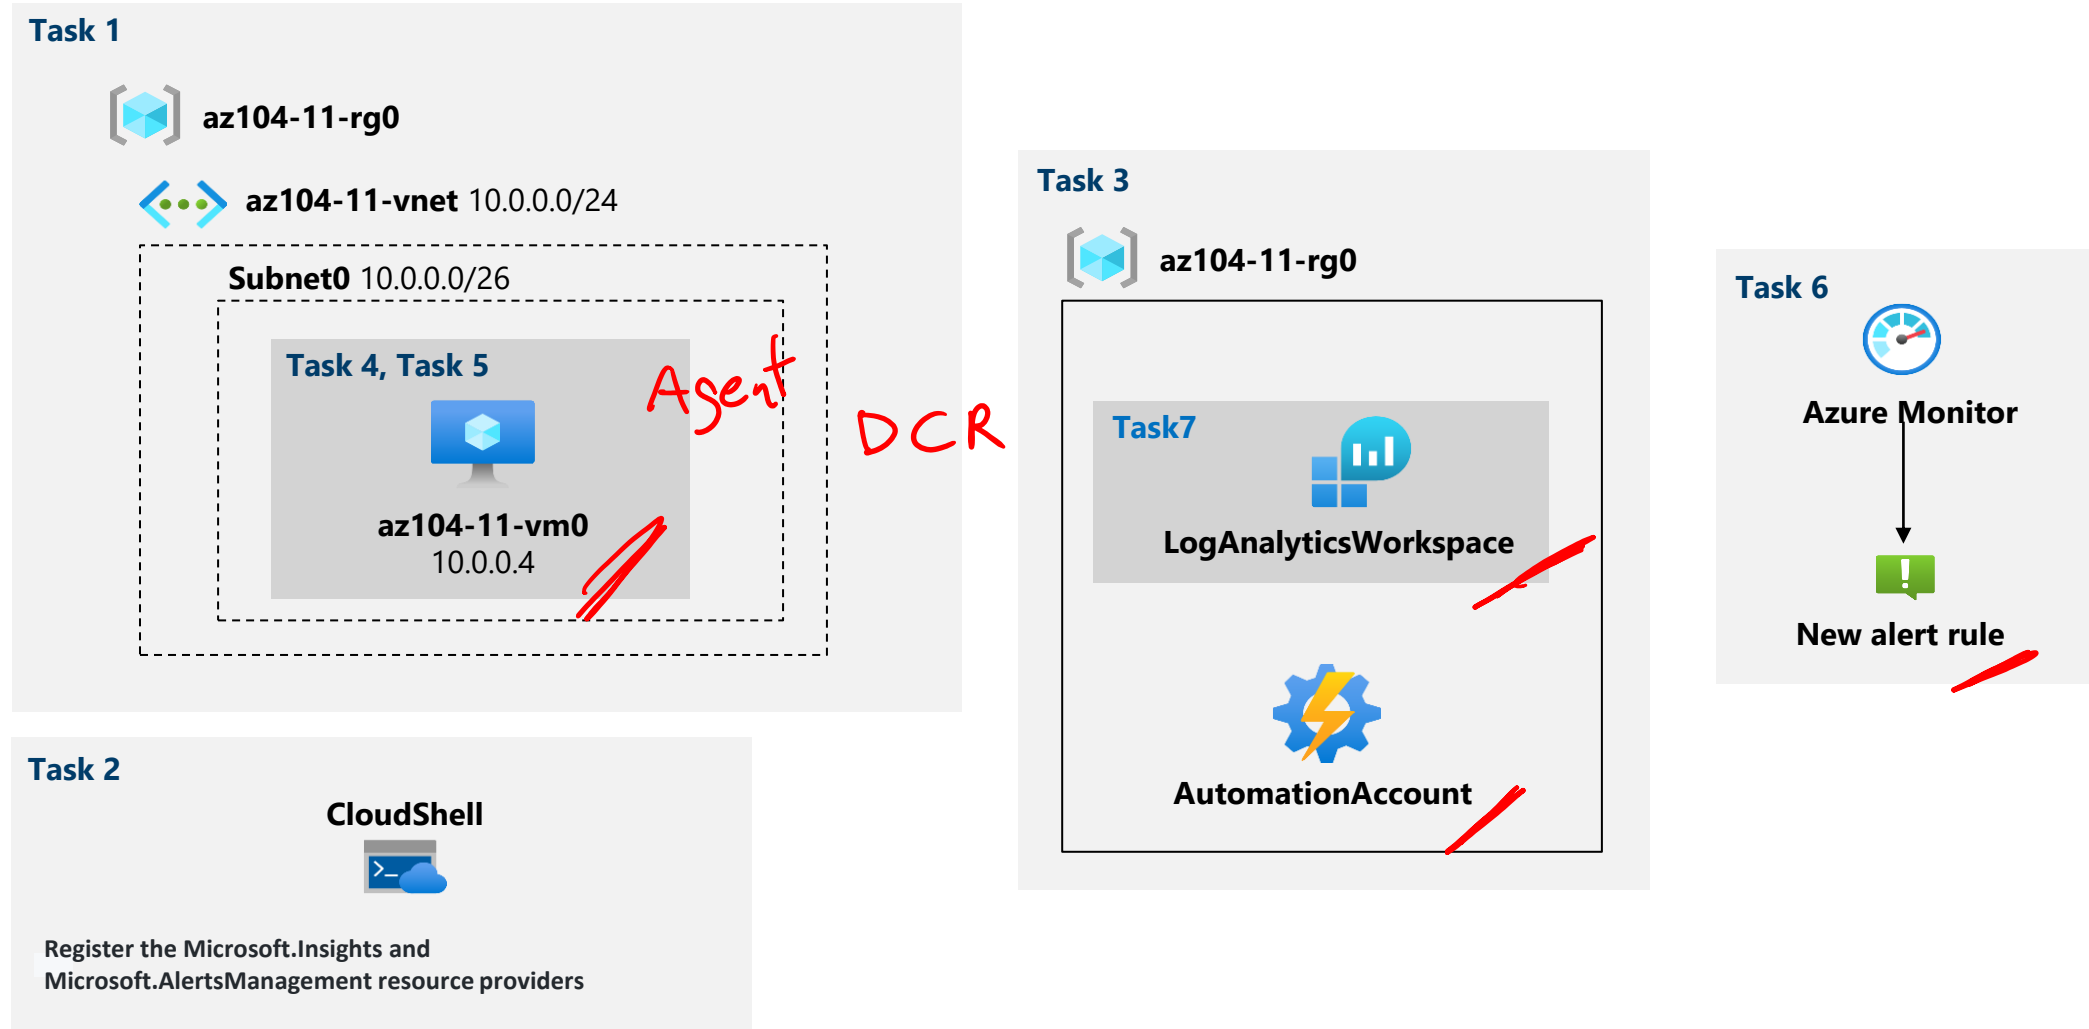 Task 1
az104-11-rg0
az104-11-vnet 10.0.0.0/24
Subnet0 10.0.0.0/26
Task 4, Task 5
Agent
az104-11-vm0
10.0.0.4
DCR
Task 2
CloudShell
>_
Register the Microsoft.Insights and
Microsoft.AlertsManagement resource providers
Task 3
az104-11-rg0
Task7
LogAnalyticsWorkspace
AutomationAccount
Task 6
Azure Monitor
!
New alert rule